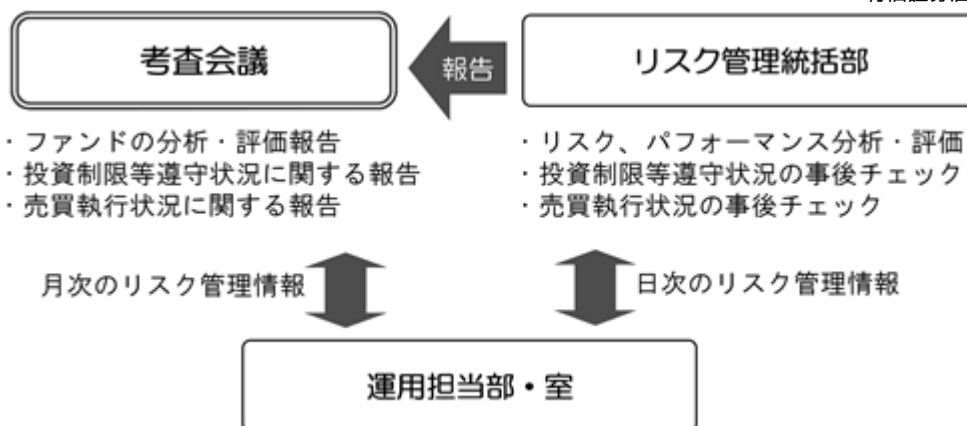 考査会議
報告
リスク管理統括部
・ファンドの分析・評価報告
・投資制限等遵守状況に関する報告
・売買執行状況に関する報告
・リスク、パフォーマンス分析・評価
・投資制限等遵守状況の事後チェック
・売買執行状況の事後チェック
月次のリスク管理情報
日次のリスク管理情報
運用担当部・室